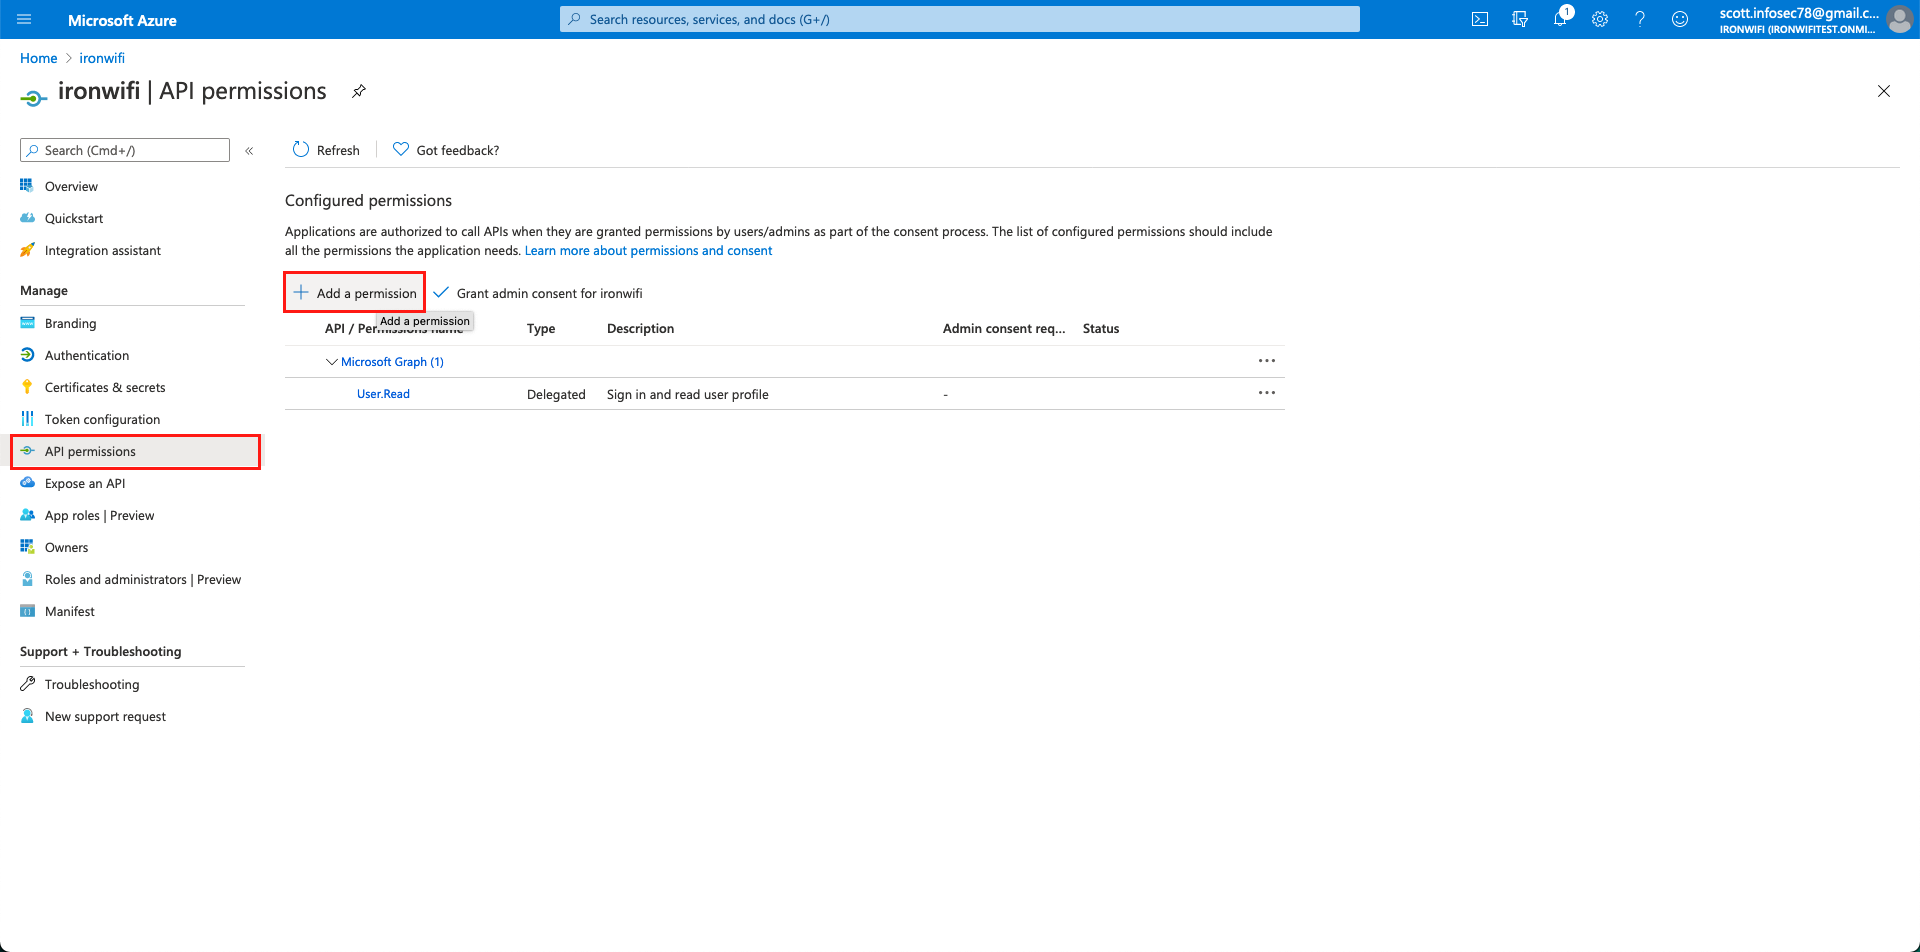 Microsoft Azure
Search resources, services, and docs (G+/)
1
scott.infosec78@gmail.c...
IRONWIFI (IRONWIFITEST.ONMI...
Home > ironwifi
ironwifi | API permissions
Search (Cmd+/)
«
Refresh
Got feedback?
Overview
Quickstart
Integration assistant
Manage
Branding
Authentication
Certificates & secrets
Token configuration
API permissions
Expose an API
App roles | Preview
Owners
Roles and administrators | Preview
Manifest
Support + Troubleshooting
Troubleshooting
New support request
Configured permissions
Applications are authorized to call APIs when they are granted permissions by users/admins as part of the consent process. The list of configured permissions should include
all the permissions the application needs. Learn more about permissions and consent
Add a permission
Grant admin consent for ironwifi
Add a permission
API / Permissions name
Type
Description
Admin consent req...
Status
Microsoft Graph (1)
...
User.Read
Delegated
Sign in and read user profile
-
...